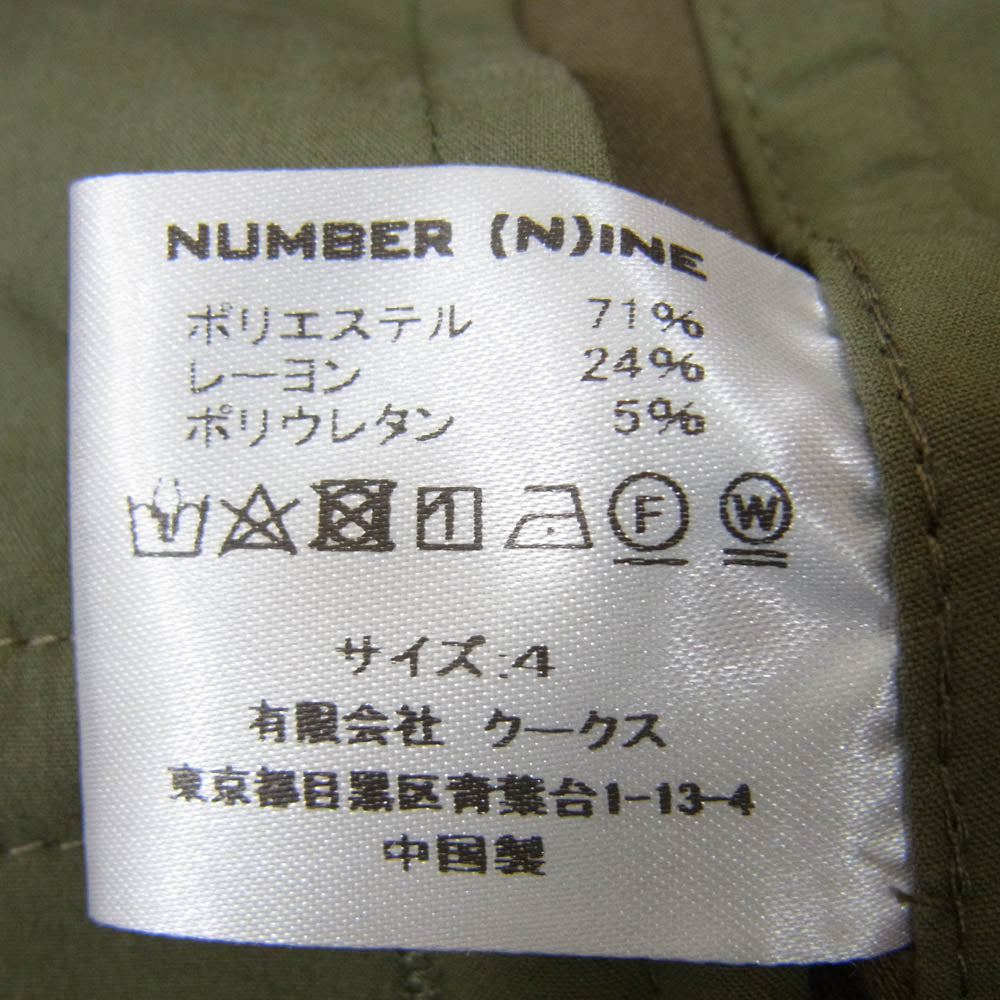 NUMBER (N)INE
ポリエステル 71%
レーヨン 24%
ポリウレタン 5%
1 F W
サイズ:4
有限会社 クークス
東京都目黒区青葉台1-13-4
中国製